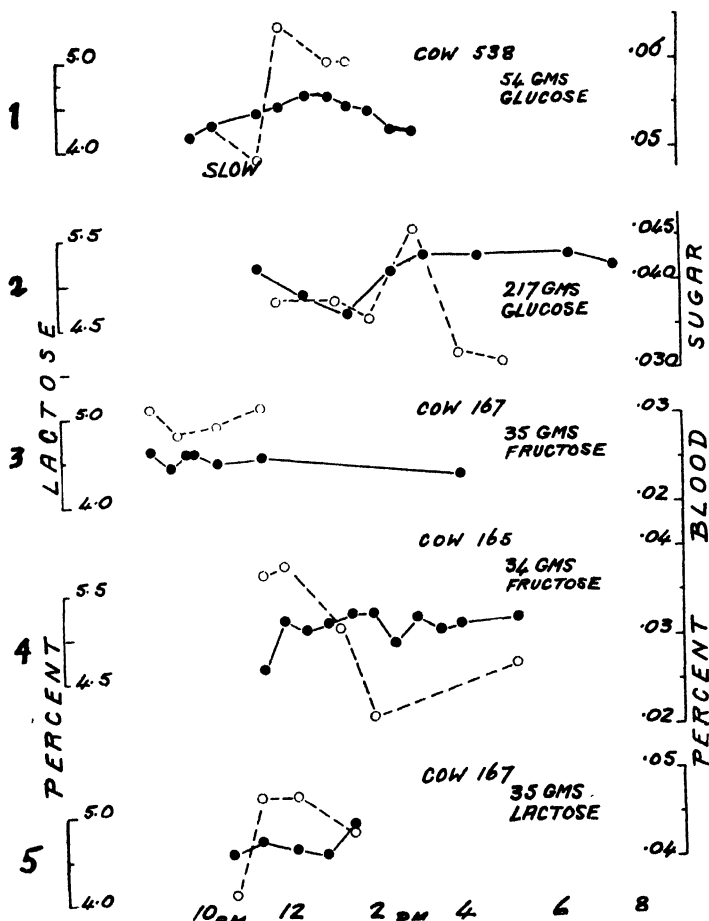 1
5.0
4.0
COW 538
54 GMS
GLUCOSE
SLOW
.06
.05
2
5.5
4.5
217 GMS
GLUCOSE
.045
.040
.030
3
5.0
4.0
COW 167
35 GMS
FRUCTOSE
.03
.02
4
5.5
4.5
COW 165
34 GMS
FRUCTOSE
.04
.03
.02
5
5.0
4.0
COW 167
35 GMS
LACTOSE
.05
.04
PERCENT LACTOSE
PERCENT BLOOD SUGAR
10 12 2 PM 4 6 8